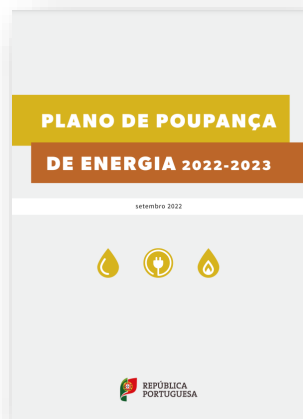 PLANO DE POUPANÇA
DE ENERGIA 2022-2023
setembro 2022
REPÚBLICA
PORTUGUESA